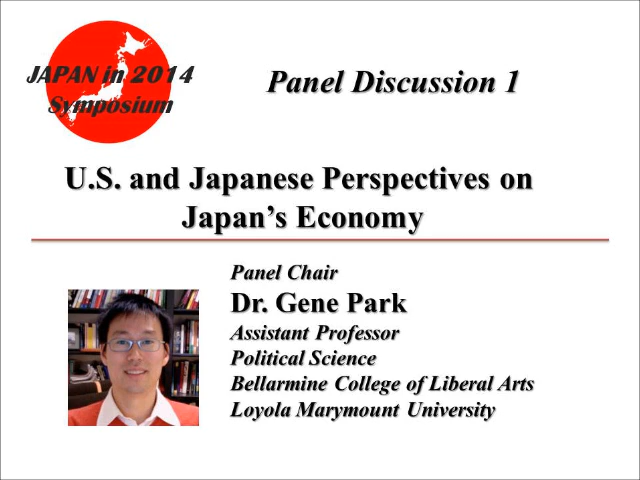 JAPAN in 2014
Symposium
Panel Discussion 1
U.S. and Japanese Perspectives on
Japan’s Economy
Panel Chair
Dr. Gene Park
Assistant Professor
Political Science
Bellarmine College of Liberal Arts
Loyola Marymount University